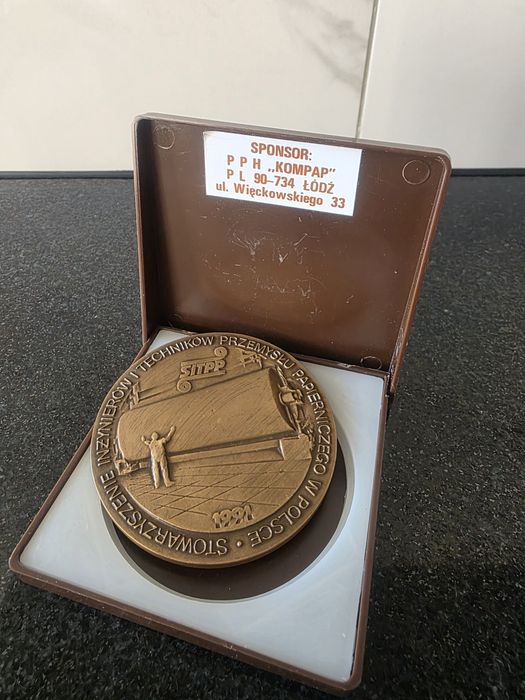 SPONSOR:
P P H „KOMPAP”
P L 90–734 ŁÓDŹ
ul. Więckowskiego 33
STOWARZYSZENIE INŻYNIERÓW I TECHNIKÓW PRZEMYSŁU PAPIERNICZEGO W POLSCE •
SITPP
1991